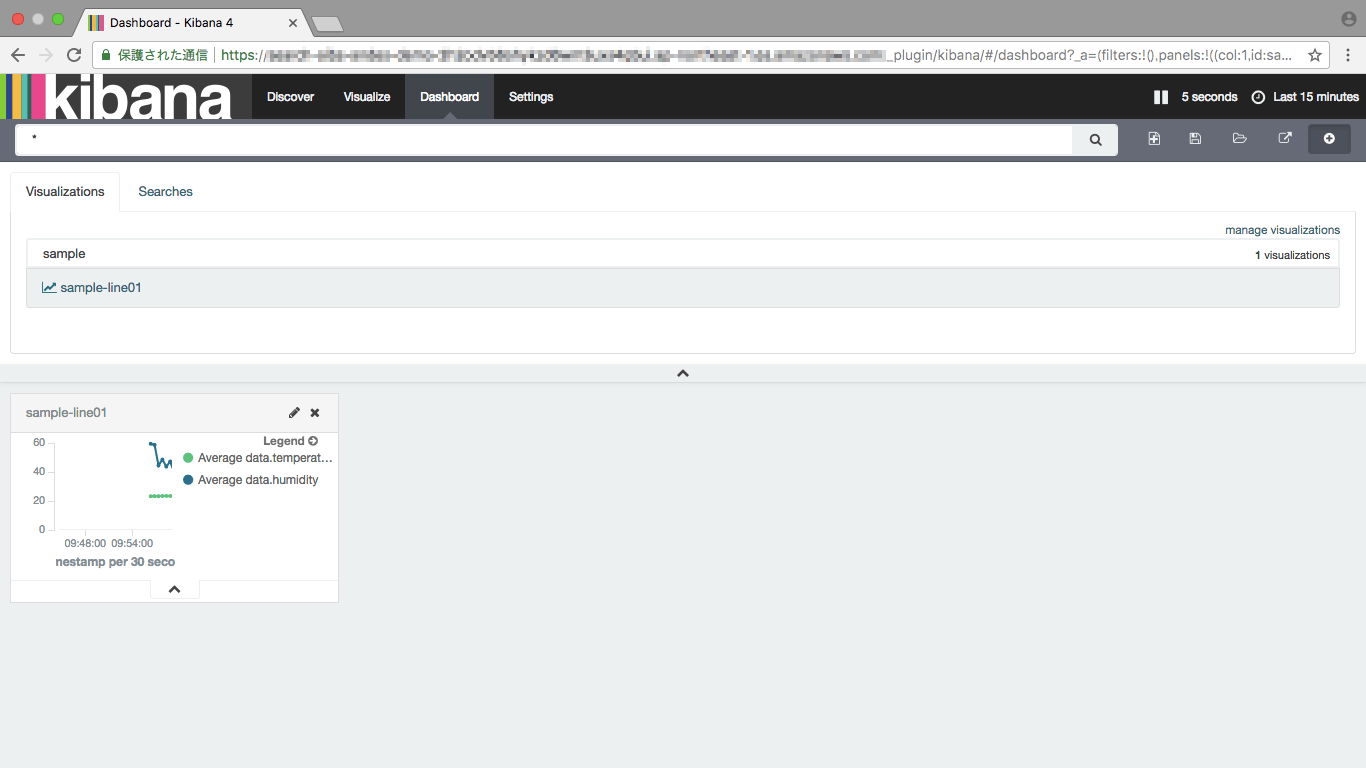 Dashboard - Kibana 4
保護された通信 https:// _plugin/kibana/#/dashboard?_a=(filters:!(),panels:!((col:1,id:sa...
kibana Discover Visualize Dashboard Settings 5 seconds Last 15 minutes
*
Visualizations Searches
manage visualizations
sample 1 visualizations
sample-line01
sample-line01
Legend
60
40
20
0
Average data.temperat...
Average data.humidity
09:48:00 09:54:00
nestamp per 30 seco